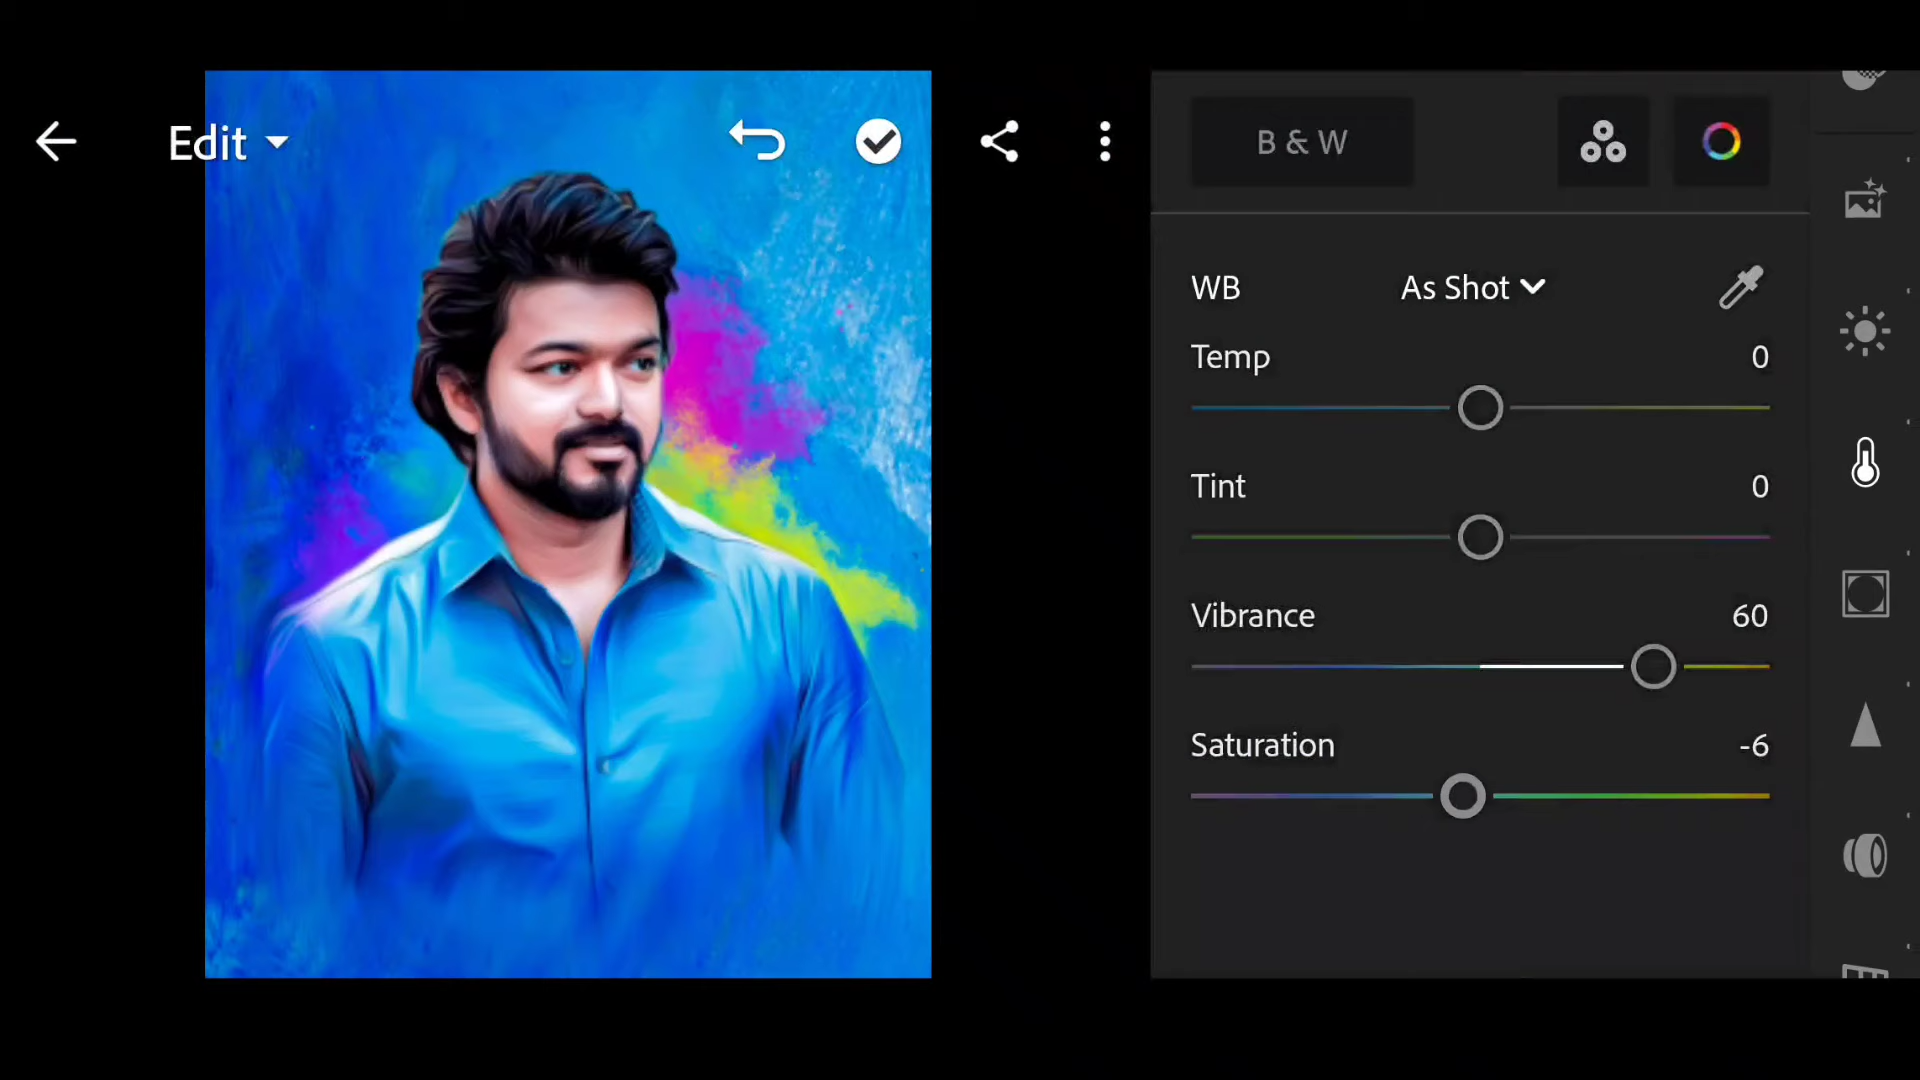 Edit
B & W
WB As Shot
Temp 0
Tint 0
Vibrance 60
Saturation -6